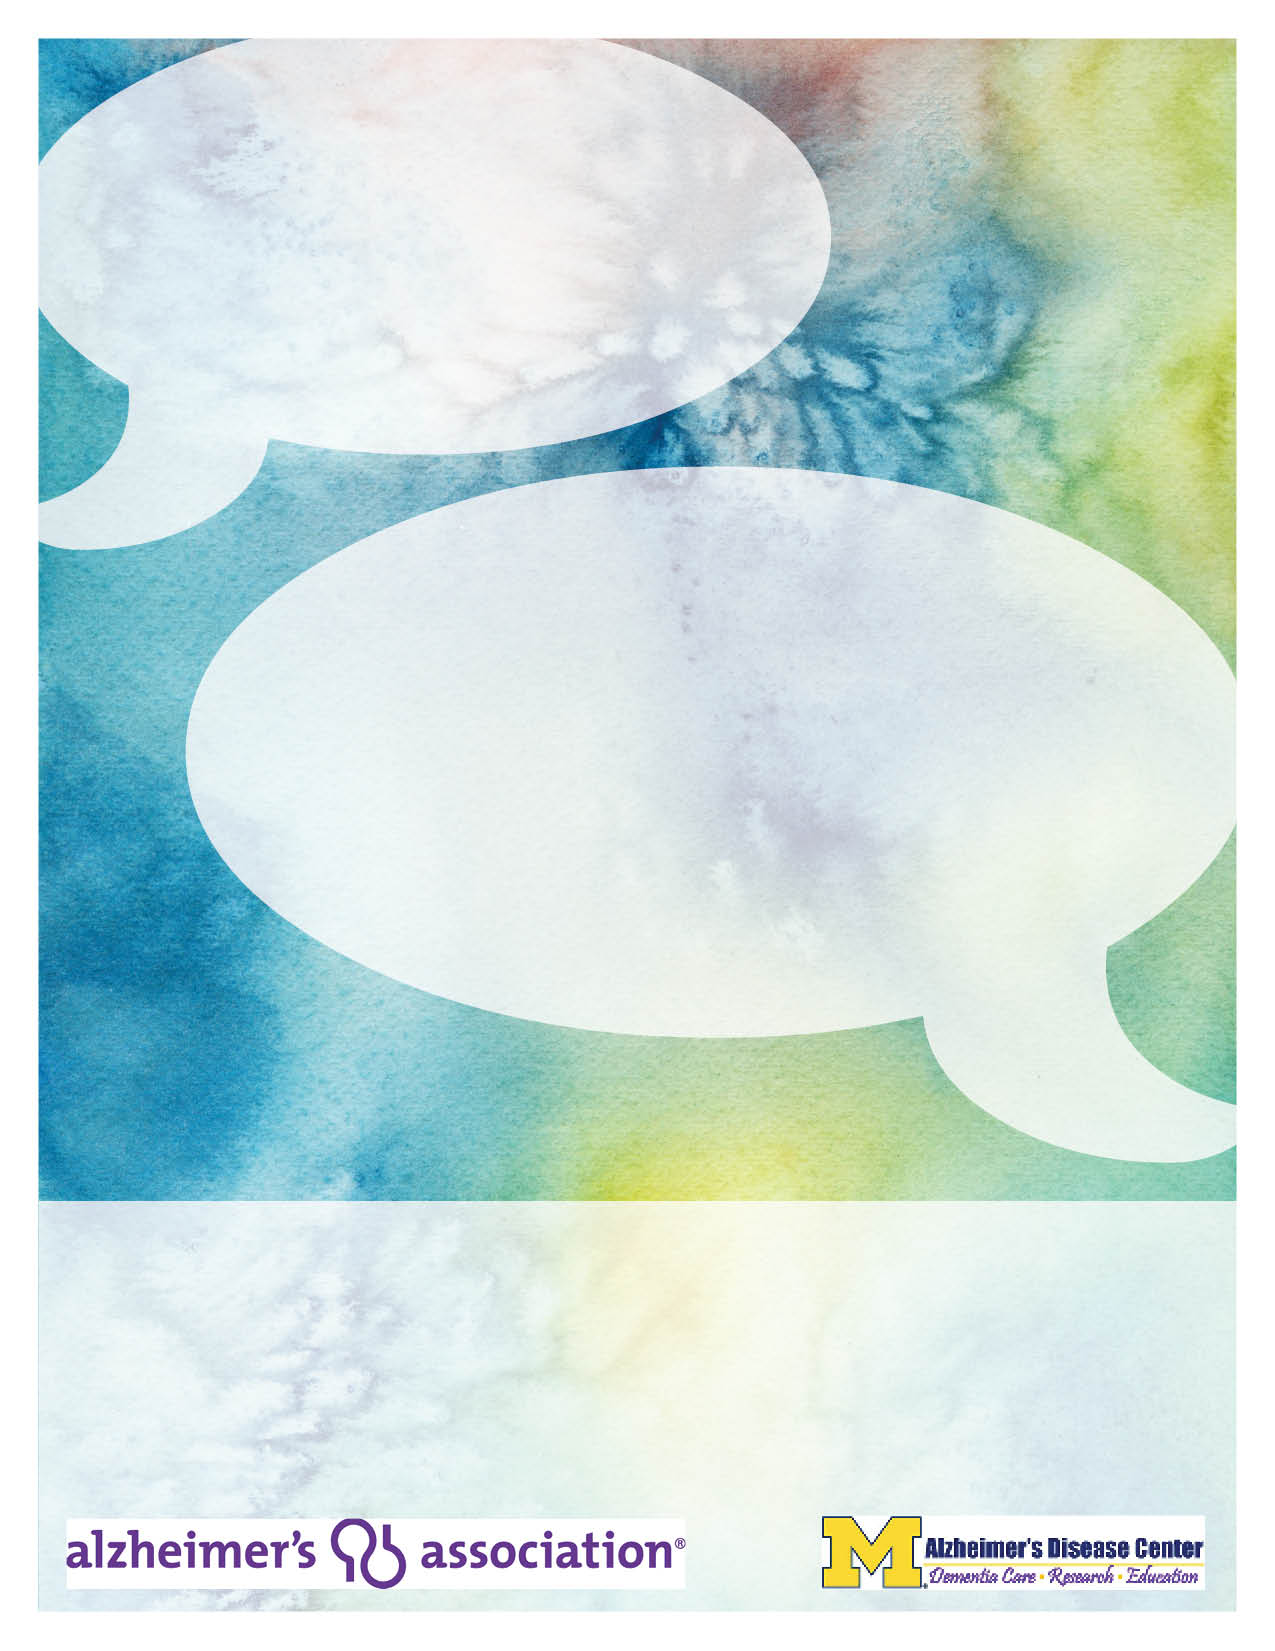 alzheimer's association®
M Alzheimer's Disease Center
Dementia Care • Research • Education